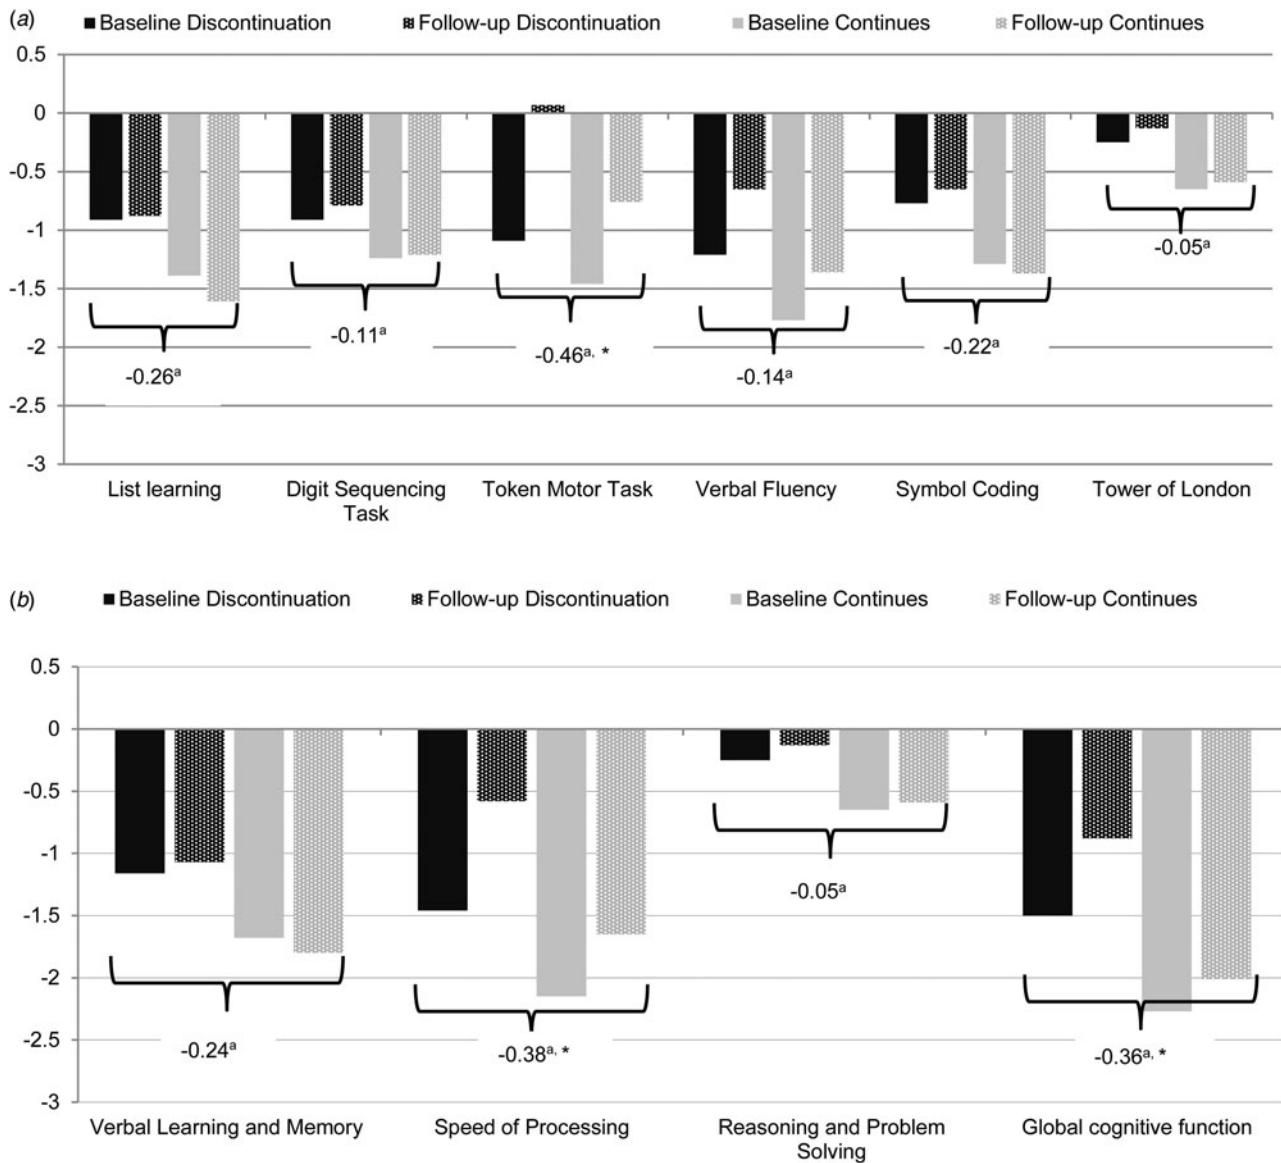 (a)
Baseline Discontinuation Follow-up Discontinuation Baseline Continues Follow-up Continues
0.5
0
-0.5
-1
-1.5
-2
-2.5
-3
-0.26ᵃ
-0.11ᵃ
-0.46ᵃ, *
-0.14ᵃ
-0.22ᵃ
-0.05ᵃ
List learning
Digit Sequencing
Task
Token Motor Task
Verbal Fluency
Symbol Coding
Tower of London
(b)
Baseline Discontinuation Follow-up Discontinuation Baseline Continues Follow-up Continues
0.5
0
-0.5
-1
-1.5
-2
-2.5
-3
-0.24ᵃ
-0.38ᵃ, *
-0.05ᵃ
-0.36ᵃ, *
Verbal Learning and Memory
Speed of Processing
Reasoning and Problem
Solving
Global cognitive function